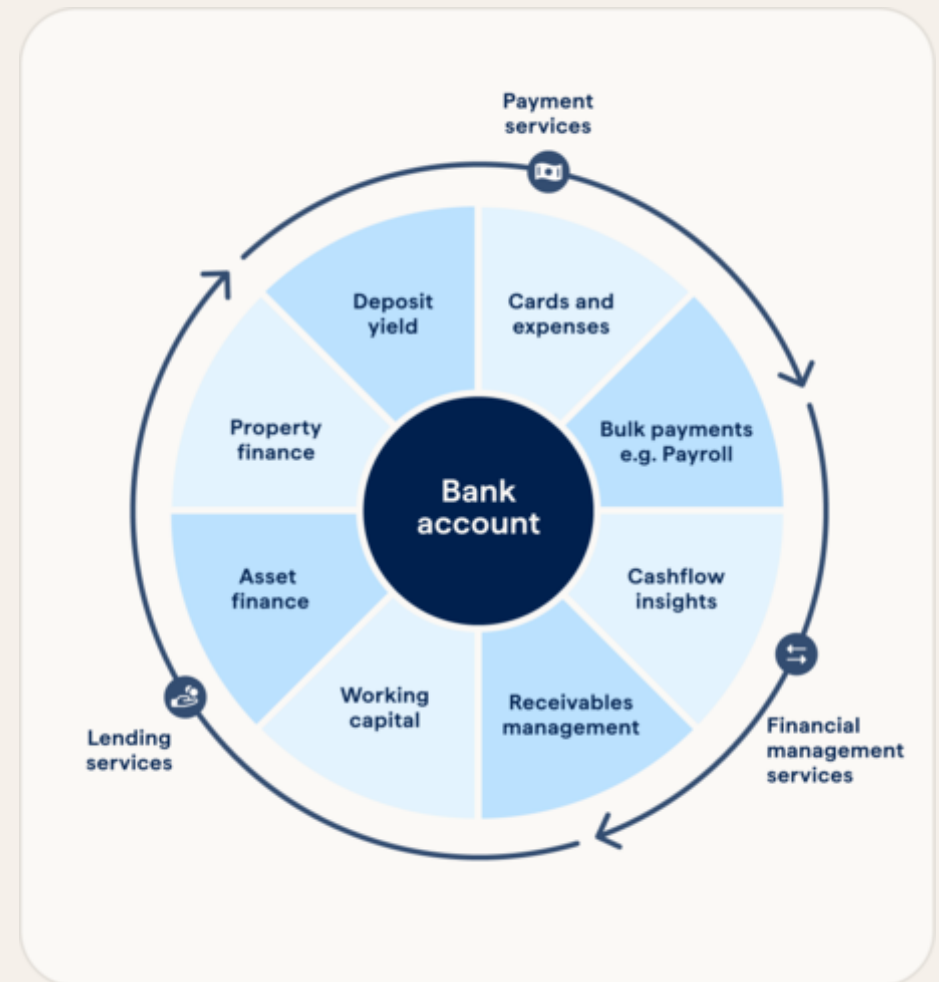 Payment
services
Deposit
yield
Cards and
expenses
Property
finance
Bulk payments
e.g. Payroll
Bank
account
Asset
finance
Cashflow
insights
Working
capital
Receivables
management
Lending
services
Financial
management
services